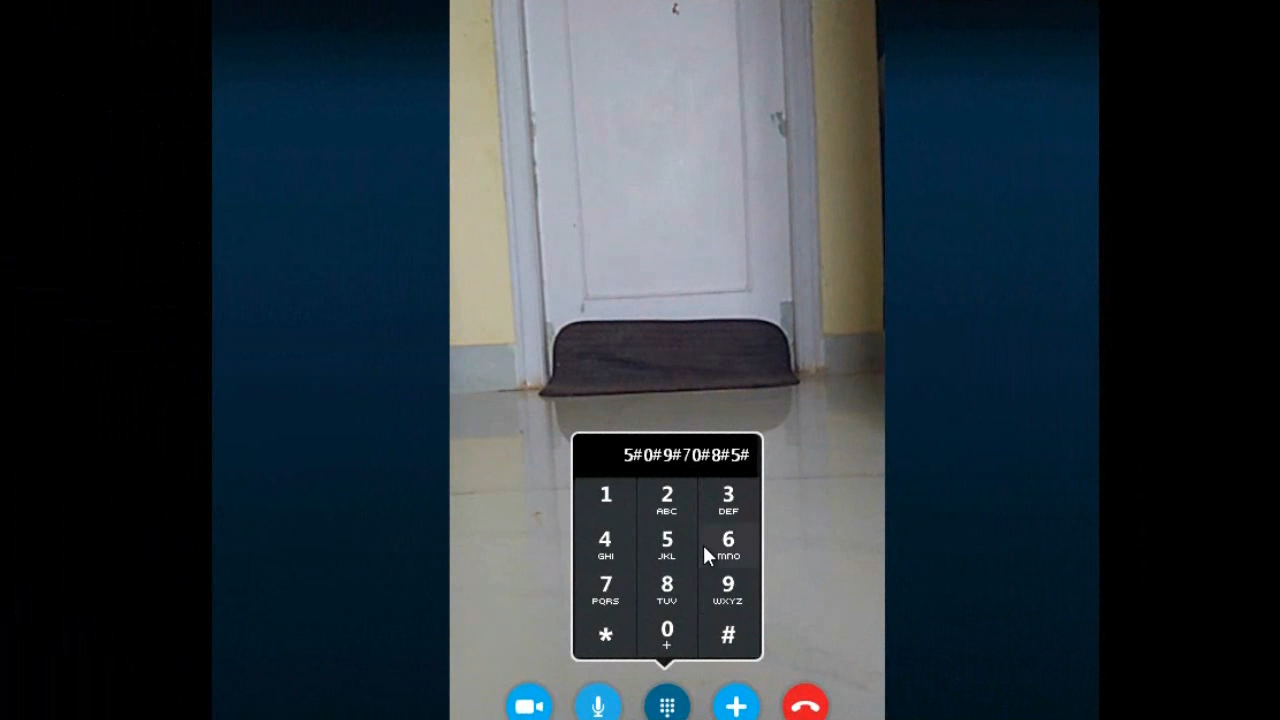 5#0#9#70#8#5#
1 2 3
ABC DEF
4 5 6
GHI JKL MNO
7 8 9
PQRS TUV WXYZ
* 0 #
+